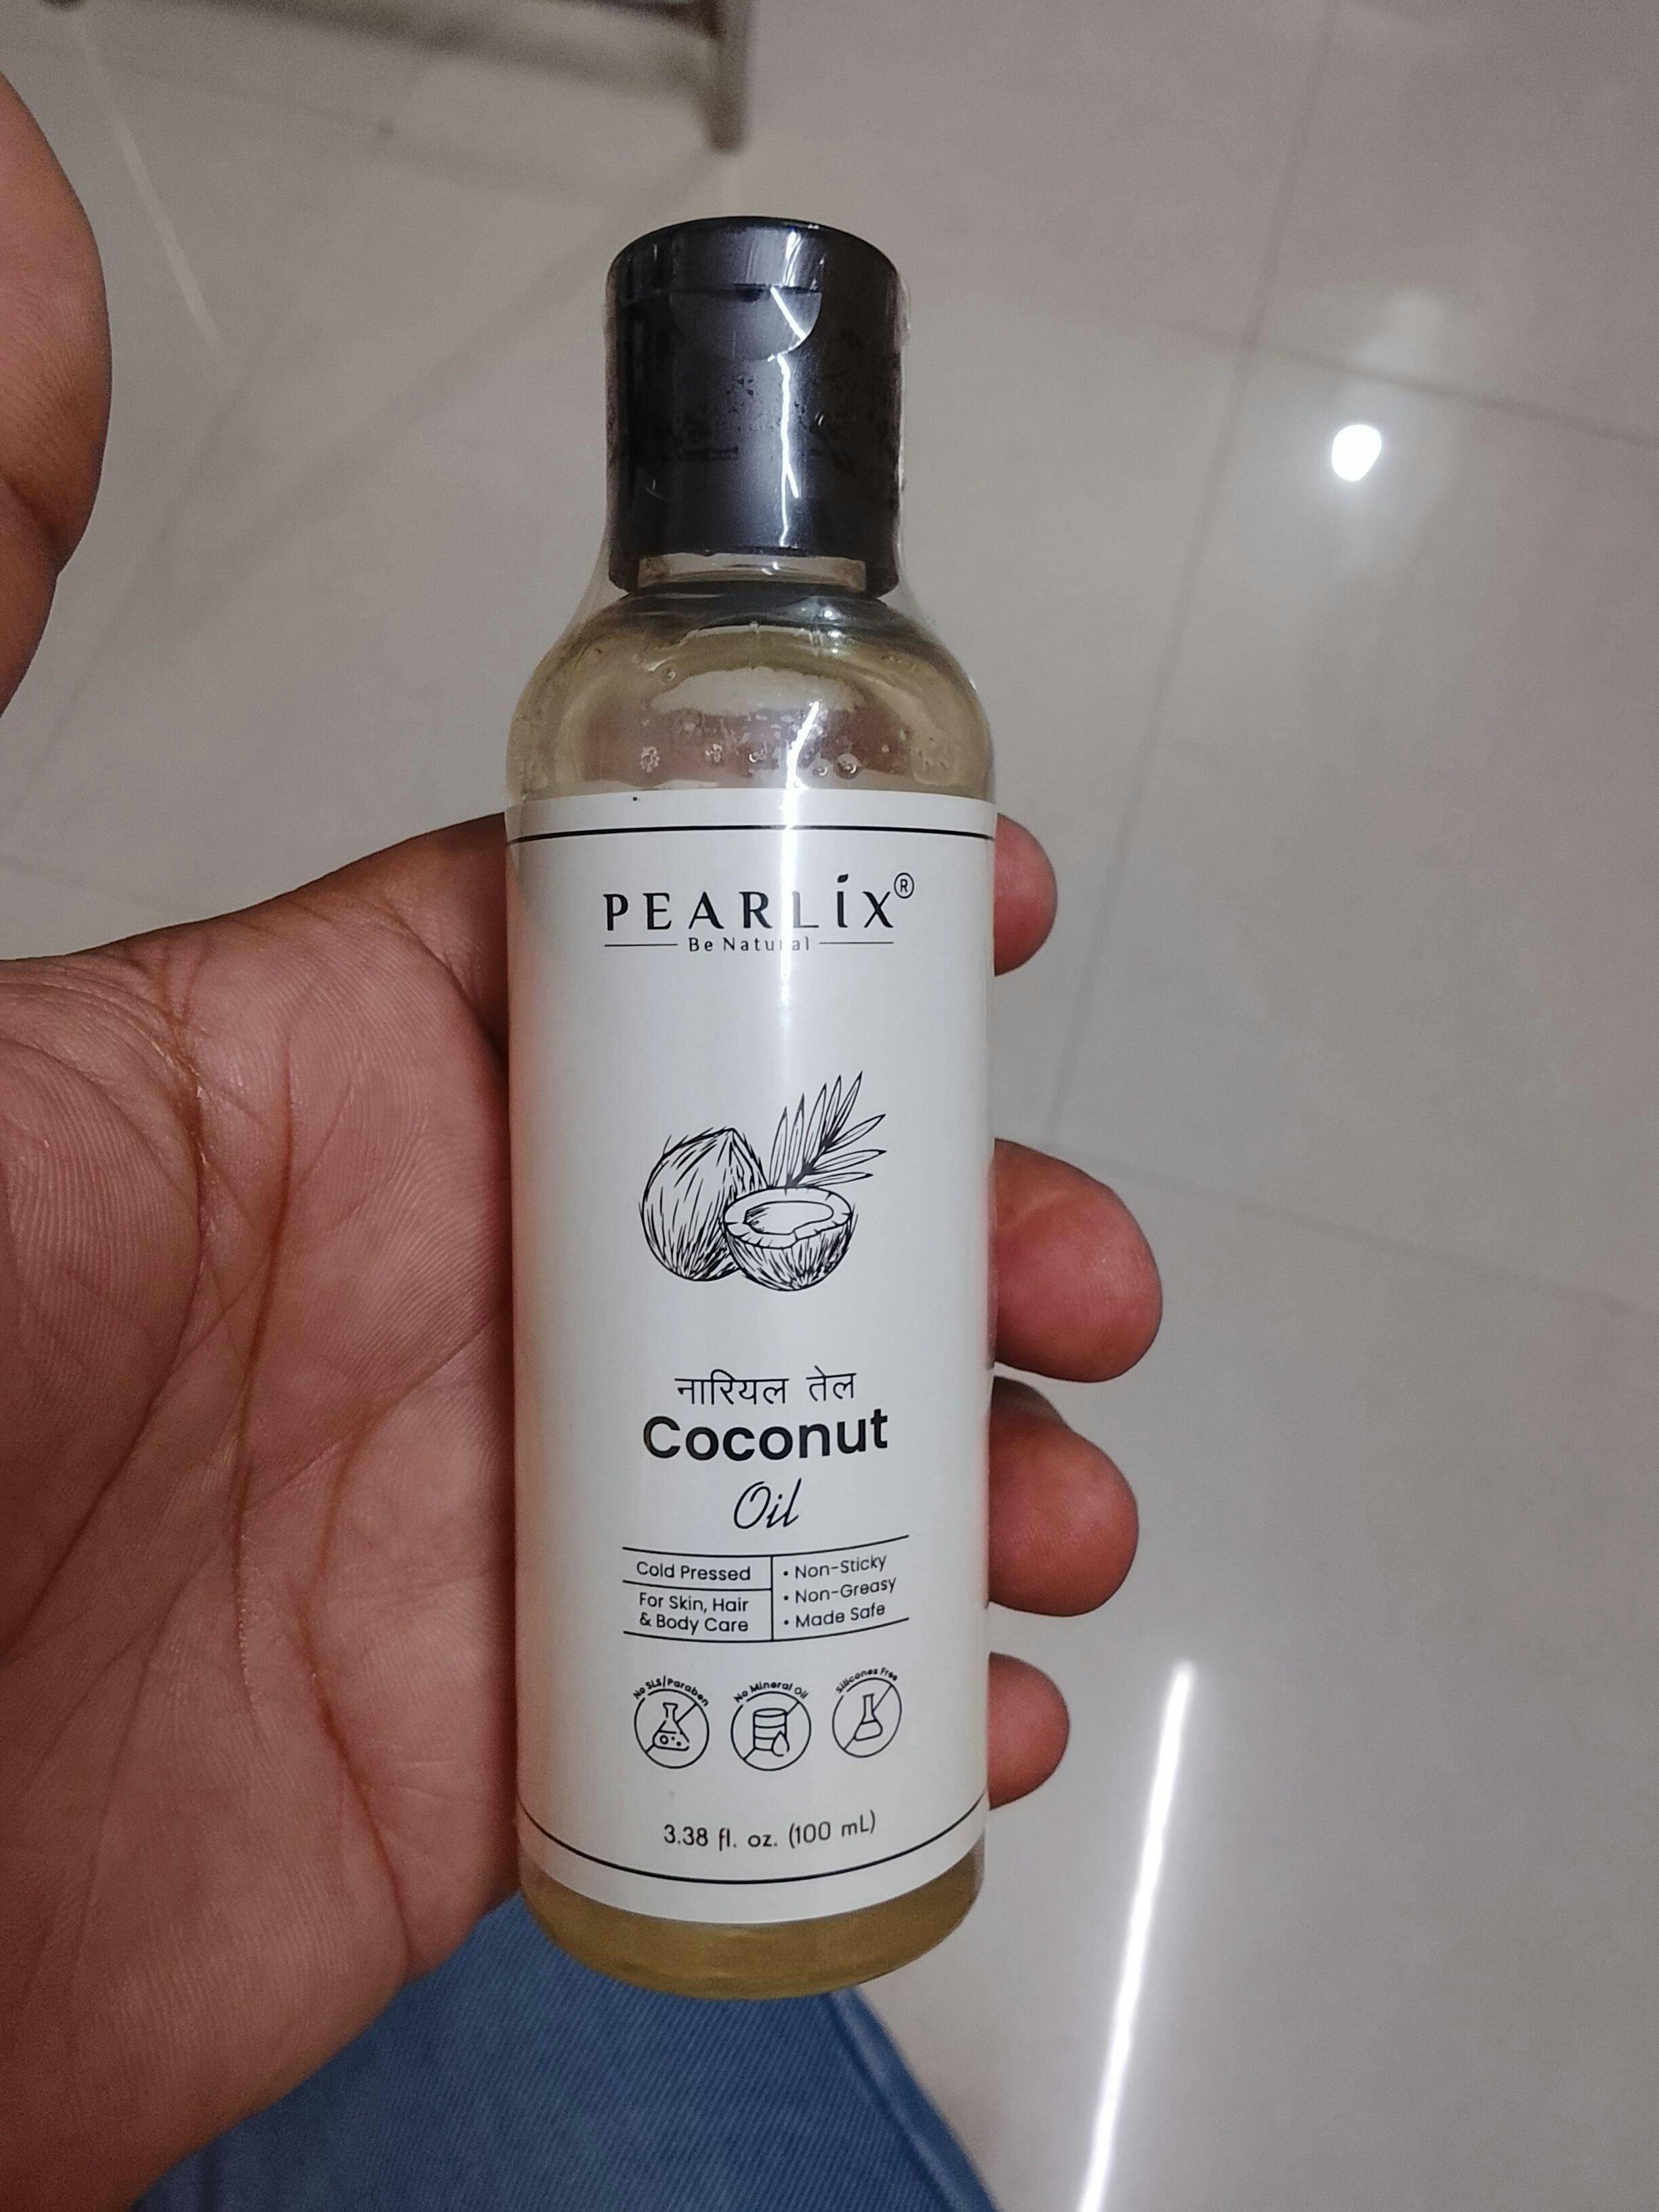 PEARLIX®
Be Natural
नारियल तेल
Coconut
Oil
Cold Pressed
For Skin, Hair
& Body Care
• Non-Sticky
• Non-Greasy
• Made Safe
No SLS/Paraben
No Mineral Oil
Silicones Free
3.38 fl. oz. (100 mL)